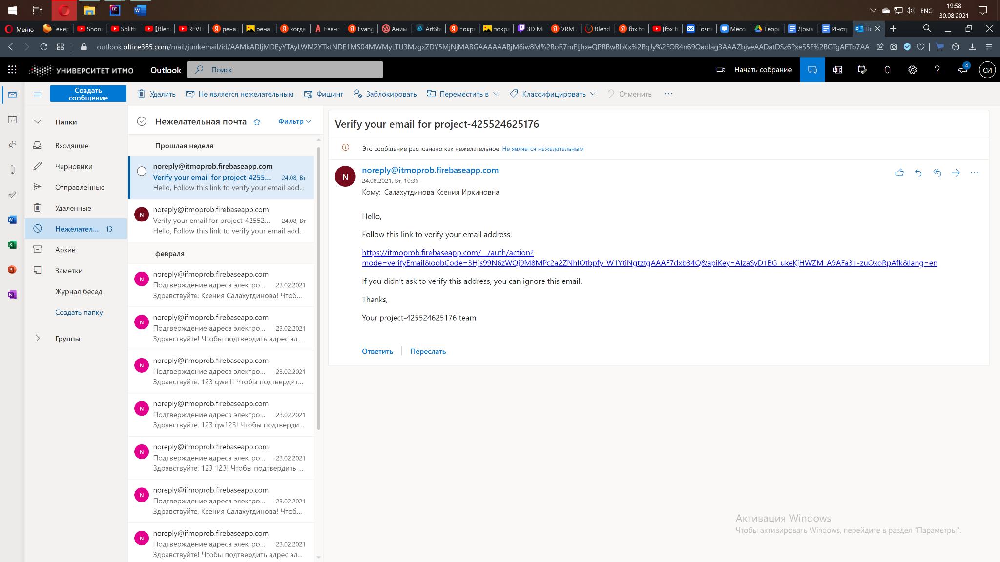 ENG
19:58
30.08.2021
Меню
Генер
Shonz
Splitti
【Blen
REVIE
рена
рена
когда
Еванг
Evang
Аним
ArtSta
покра
покра
3D Mo
VRM
Blend
fbx to
[fbx to
Почта
Мессе
Теори
Дома
Инстр
По
outlook.office365.com/mail/junkemail/id/AAMkADljMDEyYTAyLWM2YTktNDE1MS04MWMyLTU3MzgxZDY5MjNjMABGAAAAAABjM6iw8M%2BoR7mEljhxeQPRBwBbKx%2BqJy%2FOR4n69Oadlag3AAAZbjveAADatDSz6PxeS5F%2BGTgAFTb7AA
УНИВЕРСИТЕТ ИТМО
Outlook
Поиск
Начать собрание
4
СИ
Создать сообщение
Удалить
Не является нежелательным
Фишинг
Заблокировать
Переместить в
Классифицировать
Отменить
Папки
Входящие
Черновики
Отправленные
Удаленные
Нежелател... 13
Архив
Заметки
Журнал бесед
Создать папку
Группы
Нежелательная почта
Фильтр
Прошлая неделя
noreply@itmoprob.firebaseapp.com
Verify your email for project-4255... 24.08, Вт
Hello, Follow this link to verify your email add...
N
noreply@itmoprob.firebaseapp.com
Verify your email for project-42552... 24.08, Вт
Hello, Follow this link to verify your email add...
февраля
N
noreply@ifmoprob.firebaseapp.com
Подтверждение адреса электро... 23.02.2021
Здравствуйте, Ксения Салахутдинова! Чтоб...
N
noreply@ifmoprob.firebaseapp.com
Подтверждение адреса электро... 23.02.2021
Здравствуйте! Чтобы подтвердить адрес эл...
N
noreply@ifmoprob.firebaseapp.com
Подтверждение адреса электро... 23.02.2021
Здравствуйте, 123 qwe1! Чтобы подтвердит...
N
noreply@ifmoprob.firebaseapp.com
Подтверждение адреса электро... 23.02.2021
Здравствуйте, 123 qw123! Чтобы подтверди...
N
noreply@ifmoprob.firebaseapp.com
Подтверждение адреса электро... 23.02.2021
Здравствуйте, 123 123! Чтобы подтвердить ...
N
noreply@ifmoprob.firebaseapp.com
Подтверждение адреса электро... 23.02.2021
Здравствуйте, Ксения Салахутдинова! Чтоб...
N
noreply@ifmoprob.firebaseapp.com
Подтверждение адреса электро... 23.02.2021
Здравствуйте! Чтобы подтвердить адрес эл...
Verify your email for project-425524625176
Это сообщение распознано как нежелательное. Не является нежелательным
N
noreply@itmoprob.firebaseapp.com
24.08.2021, Вт, 10:36
Кому: Салахутдинова Ксения Иркиновна
Hello,
Follow this link to verify your email address.
https://itmoprob.firebaseapp.com/__/auth/action?
mode=verifyEmail&oobCode=3Hjs99N6zWQj9M8MPc2a2ZNhIOtbpfy_W1YtiNgtztgAAAF7dxb34Q&apiKey=AIzaSyD1BG_ukeKjHWZM_A9AFa31-zuOxoRpAfk&lang=en
If you didn’t ask to verify this address, you can ignore this email.
Thanks,
Your project-425524625176 team
Ответить
Переслать
Активация Windows
Чтобы активировать Windows, перейдите в раздел "Параметры".